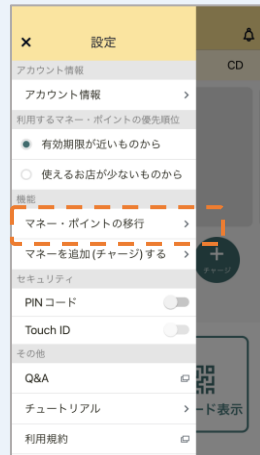 × 設定
CD
アカウント情報
アカウント情報 >
利用するマネー・ポイントの優先順位
有効期限が近いものから
使えるお店が少ないものから
機能
マネー・ポイントの移行 >
マネーを追加(チャージ)する >
チャージ
セキュリティ
PINコード
Touch ID
その他
Q&A
チュートリアル >
ード表示
利用規約